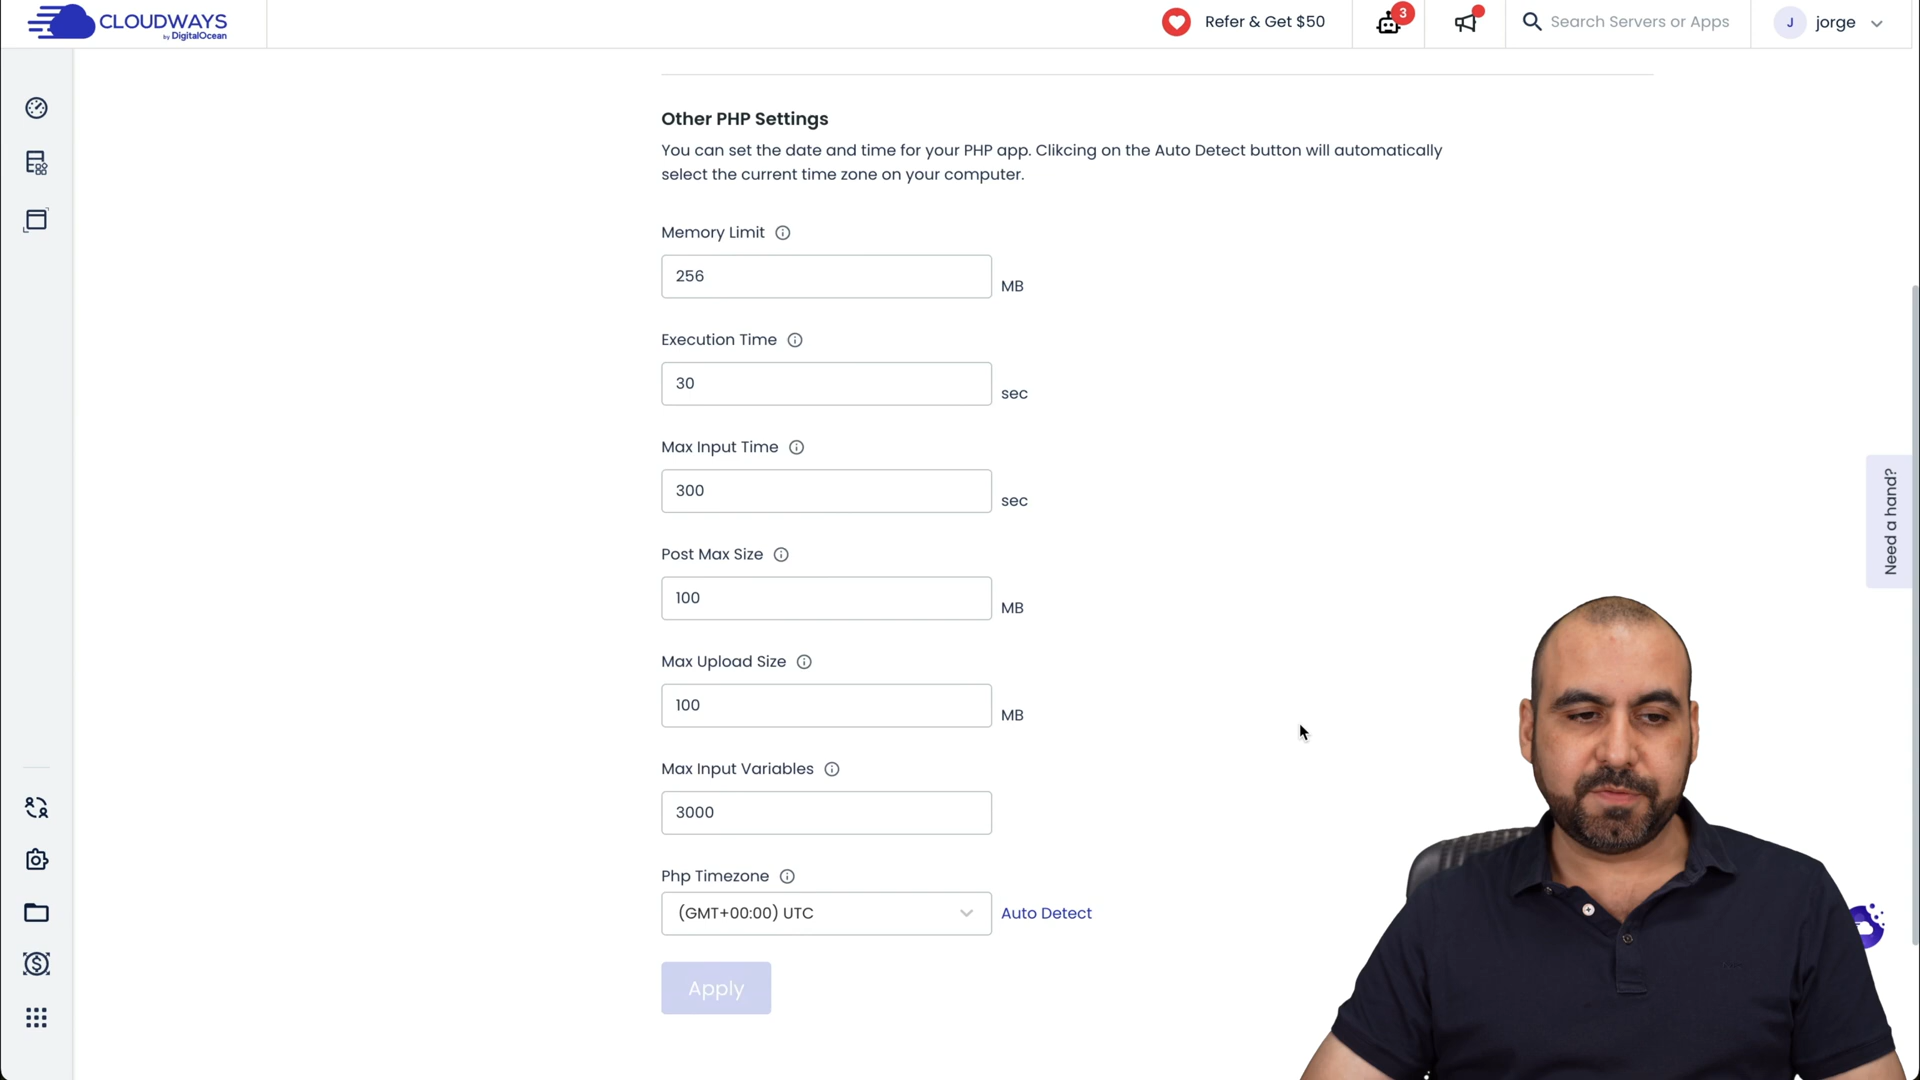 CLOUDWAYS
by DigitalOcean
Refer & Get $50
3
Search Servers or Apps
J
jorge
Other PHP Settings
You can set the date and time for your PHP app. Clikcing on the Auto Detect button will automatically
select the current time zone on your computer.
Memory Limit
256
MB
Execution Time
30
sec
Max Input Time
300
sec
Post Max Size
100
MB
Max Upload Size
100
MB
Max Input Variables
3000
Php Timezone
(GMT+00:00) UTC
Auto Detect
Apply
Need a hand?